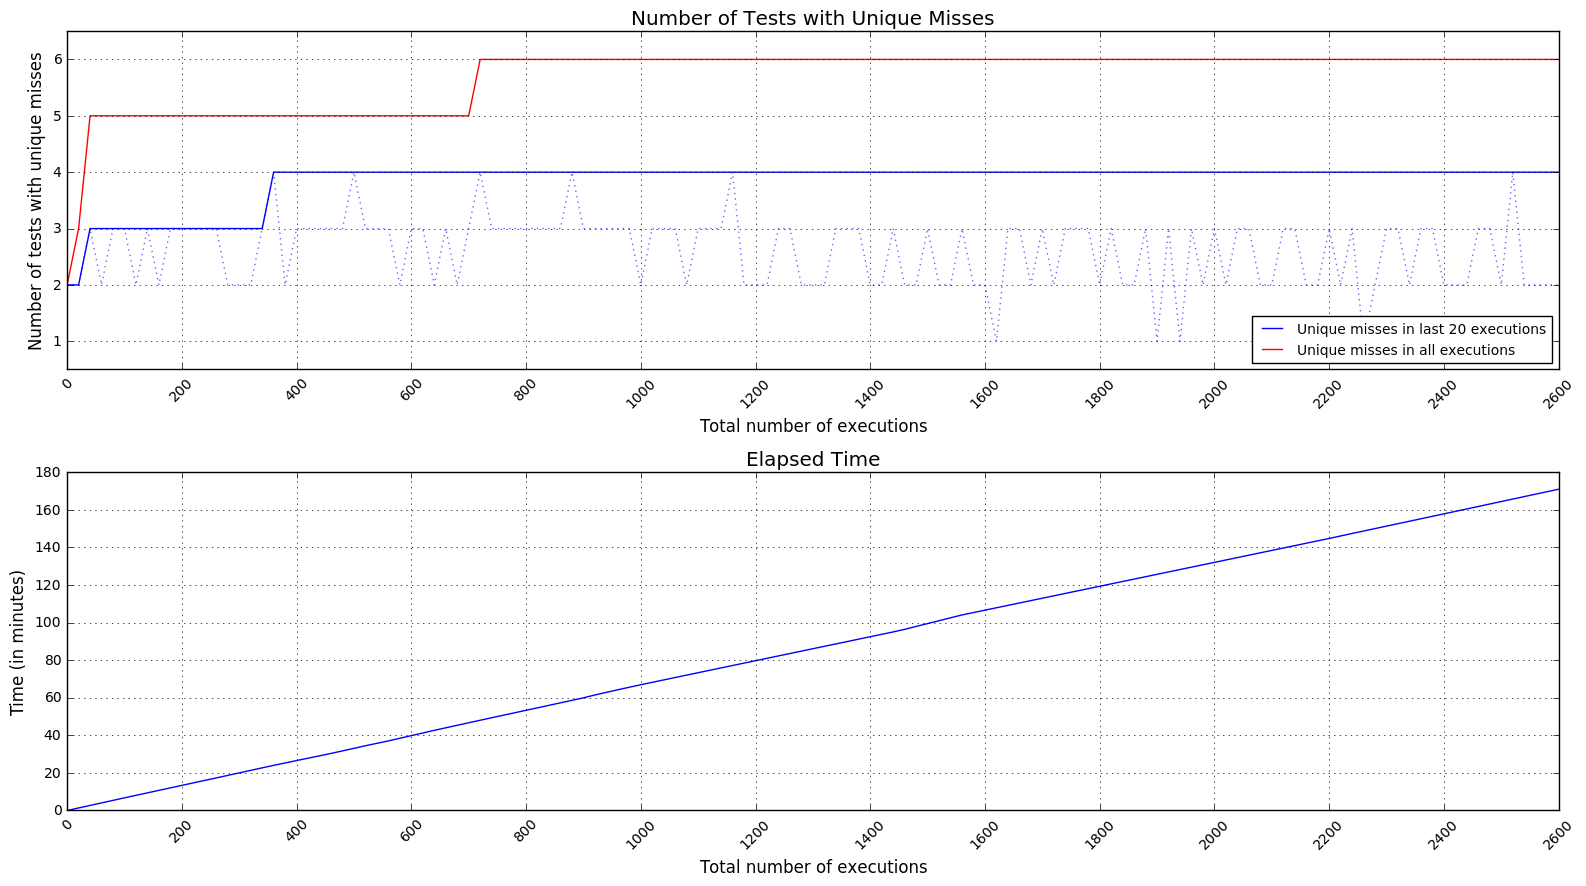 Number of Tests with Unique Misses
Number of tests with unique misses
6
5
4
3
2
1
Unique misses in last 20 executions
Unique misses in all executions
0 200 400 600 800 1000 1200 1400 1600 1800 2000 2200 2400 2600
Total number of executions
Elapsed Time
Time (in minutes)
180
160
140
120
100
80
60
40
20
0
0 200 400 600 800 1000 1200 1400 1600 1800 2000 2200 2400 2600
Total number of executions